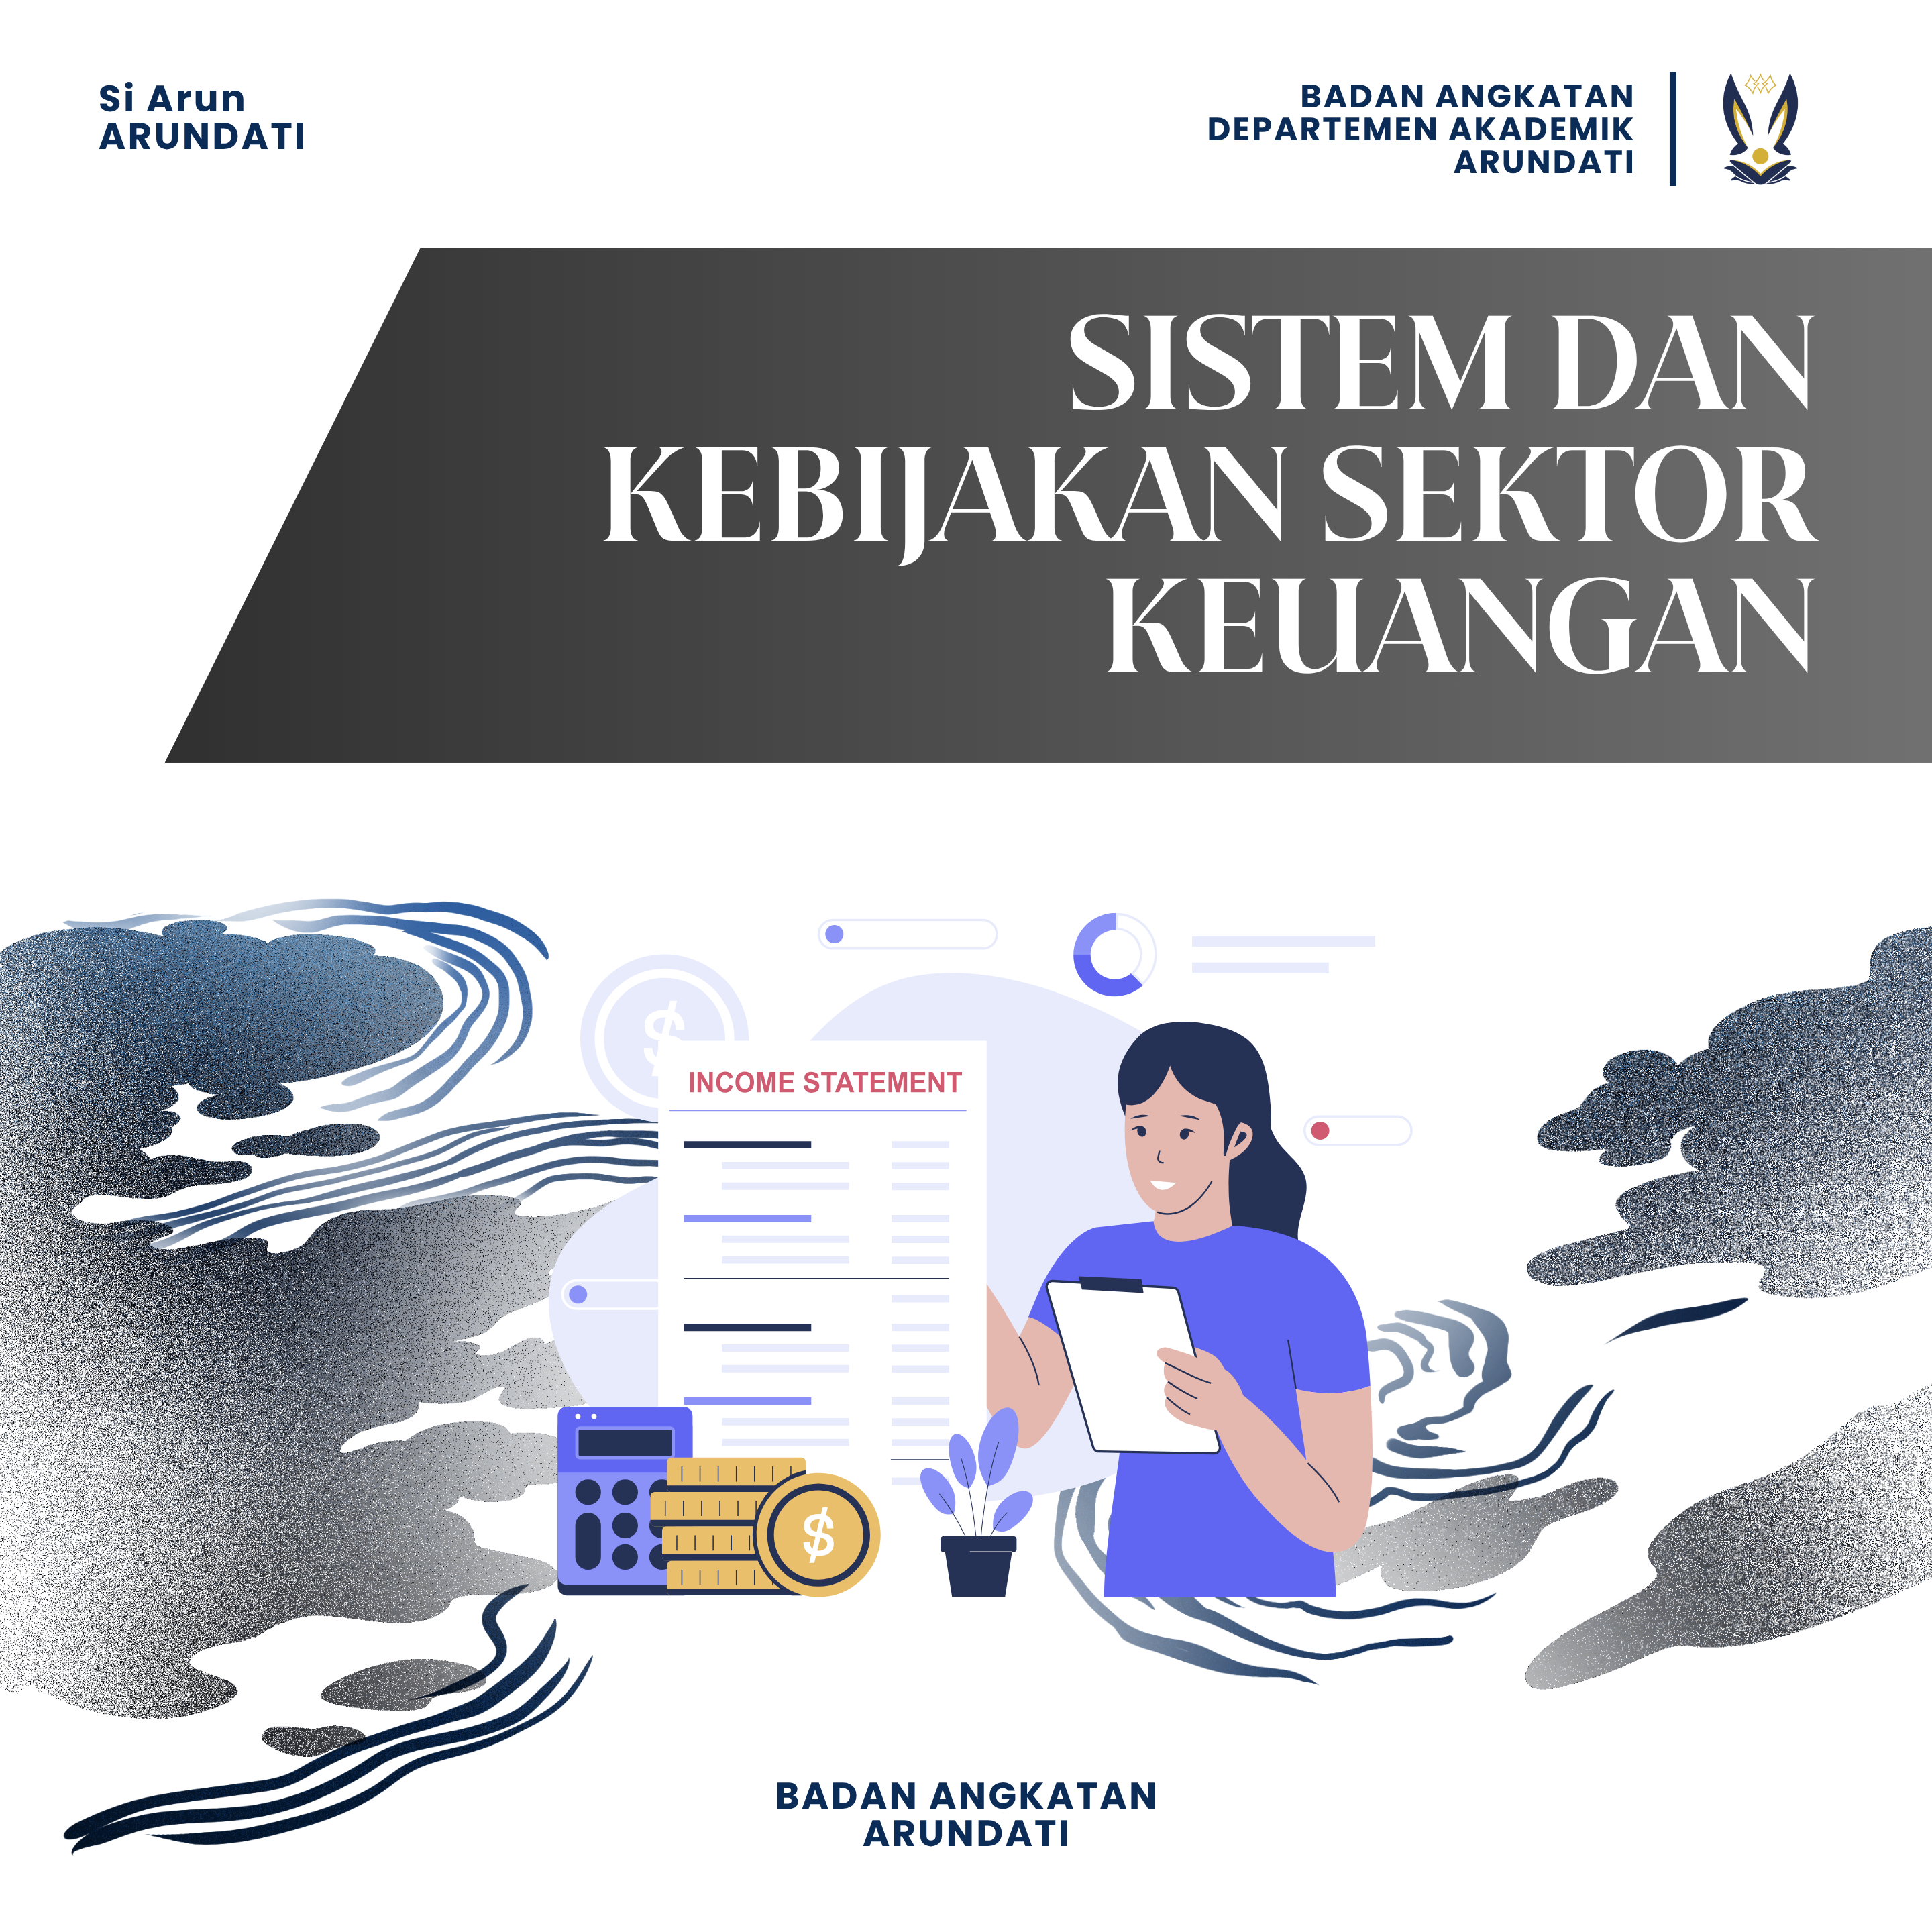 Si Arun
ARUNDATI
BADAN ANGKATAN
DEPARTEMEN AKADEMIK
ARUNDATI
SISTEM DAN
KEBIJAKAN SEKTOR
KEUANGAN
$
INCOME STATEMENT
$
BADAN ANGKATAN
ARUNDATI